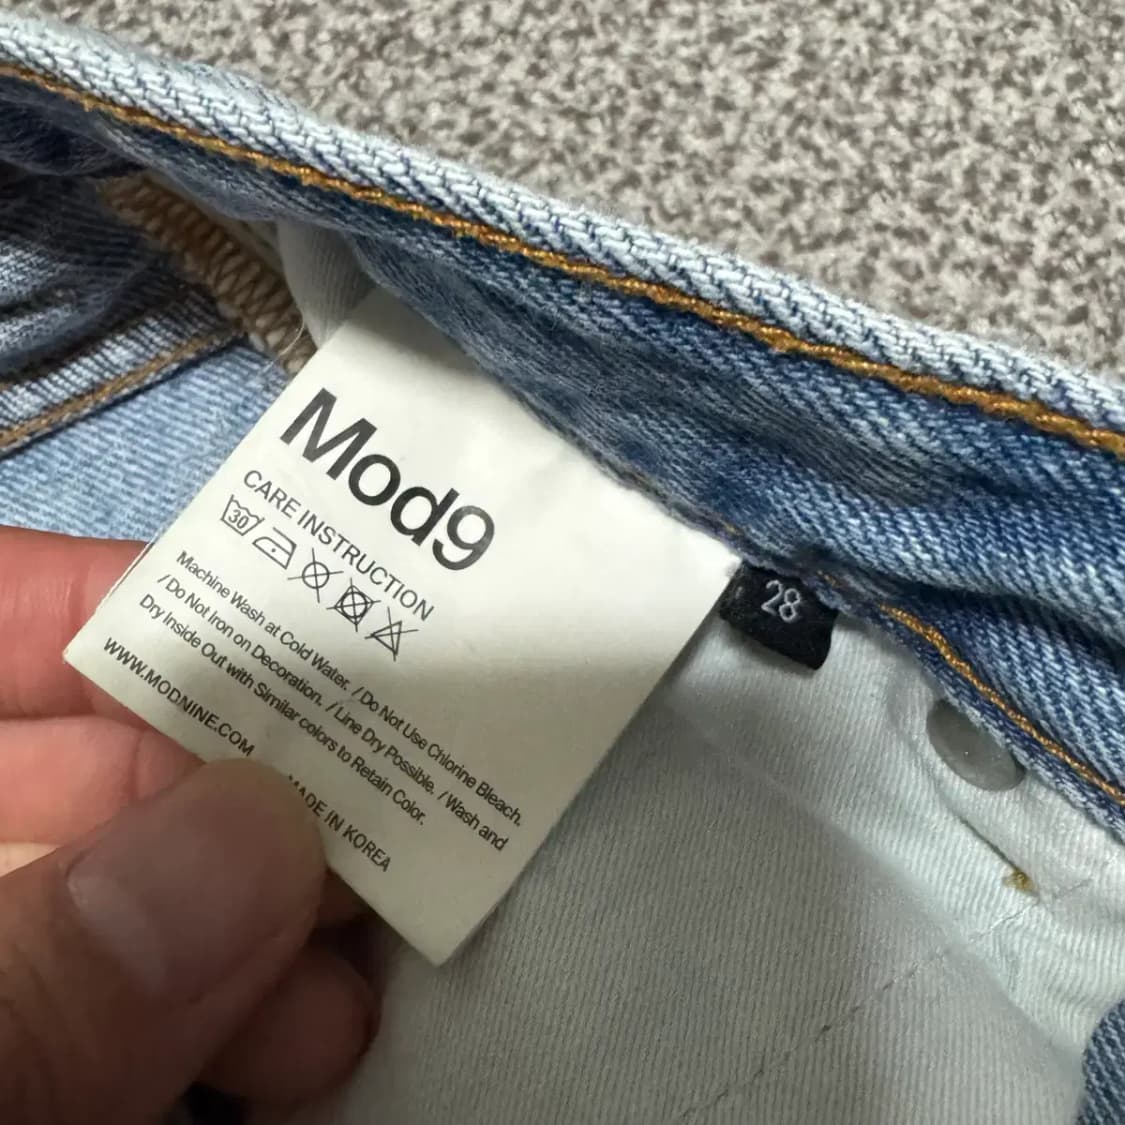 Mod9
CARE INSTRUCTION
30
Machine Wash at Cold Water. / Do Not Use Chlorine Bleach.
/ Do Not Iron on Decoration. / Line Dry Possible. / Wash and
Dry Inside Out with Similar colors to Retain Color.
WWW.MODNINE.COM
MADE IN KOREA
28